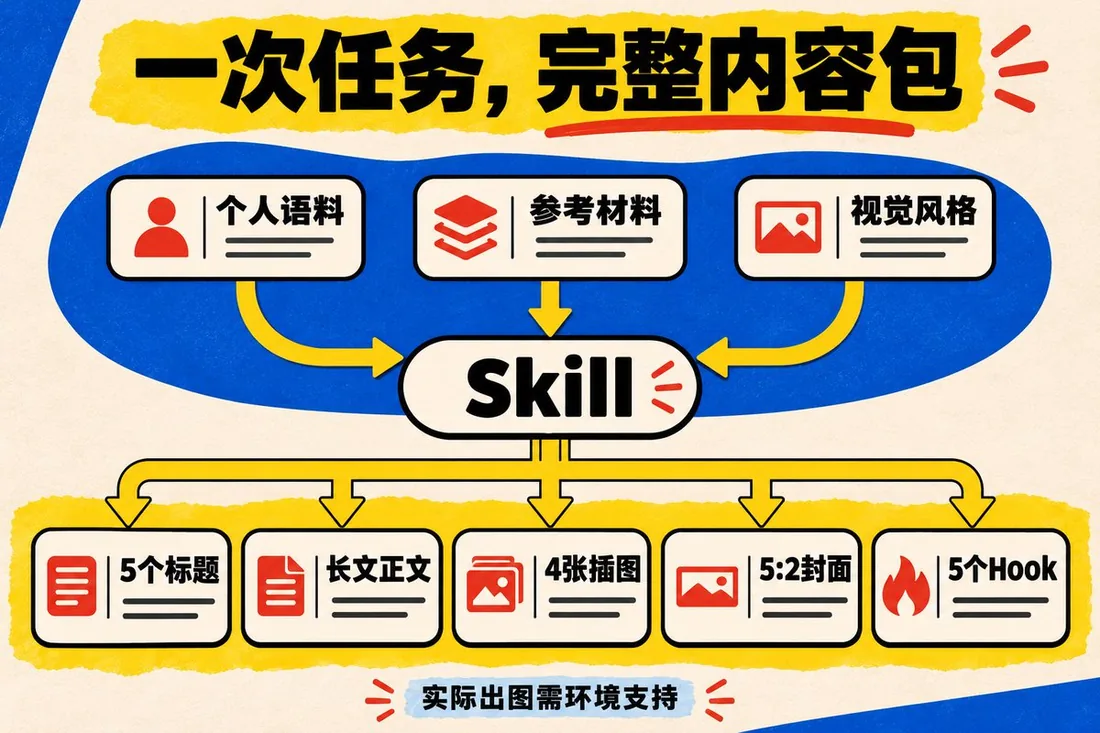 一次任务，完整内容包
个人语料
参考材料
视觉风格
Skill
5个标题
长文正文
4张插图
5:2封面
5个Hook
实际出图需环境支持